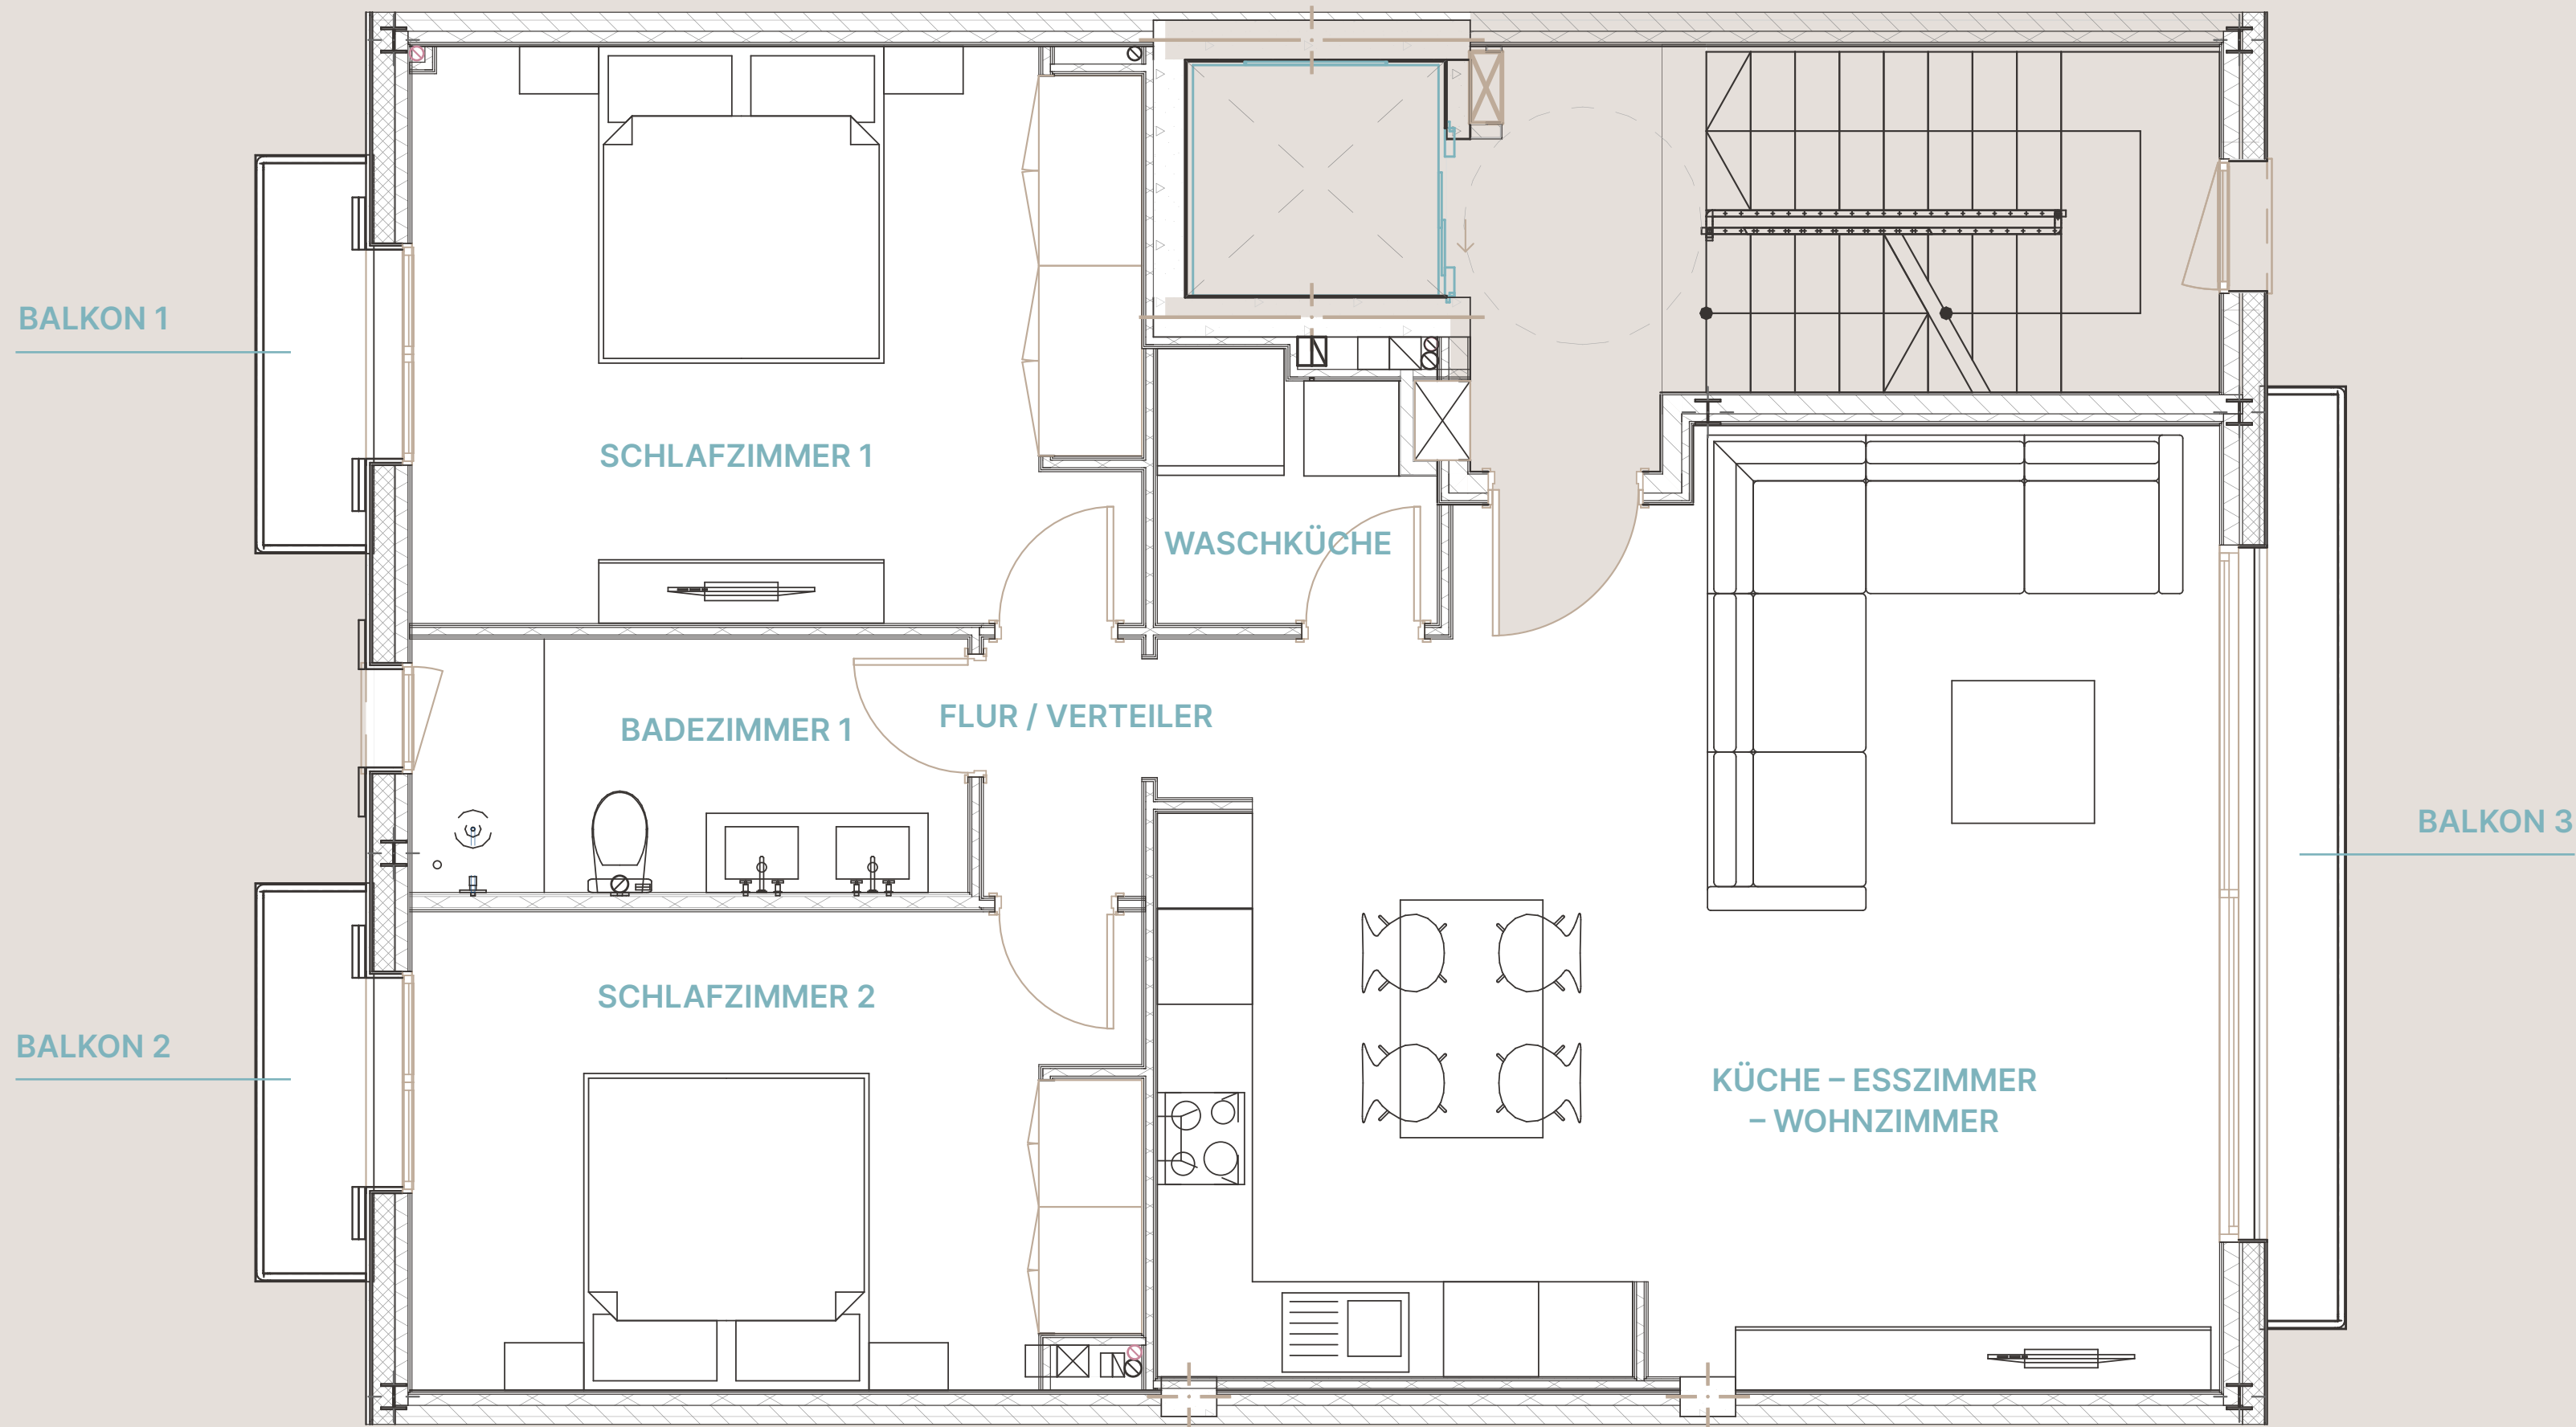 BALKON 1
SCHLAFZIMMER 1
WASCHKÜCHE
BADEZIMMER 1
FLUR / VERTEILER
BALKON 3
SCHLAFZIMMER 2
BALKON 2
KÜCHE – ESSZIMMER
– WOHNZIMMER